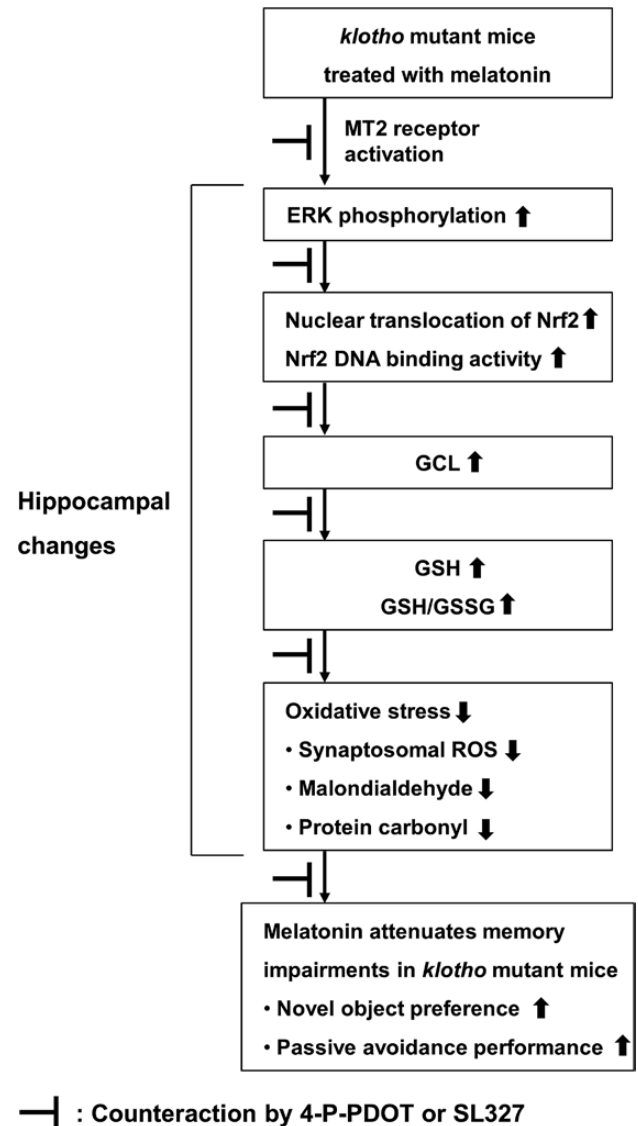 klotho mutant mice
treated with melatonin
MT2 receptor
activation
ERK phosphorylation ⬆
Nuclear translocation of Nrf2 ⬆
Nrf2 DNA binding activity ⬆
GCL ⬆
Hippocampal
changes
GSH ⬆
GSH/GSSG ⬆
Oxidative stress ⬇
• Synaptosomal ROS ⬇
• Malondialdehyde ⬇
• Protein carbonyl ⬇
Melatonin attenuates memory
impairments in klotho mutant mice
• Novel object preference ⬆
• Passive avoidance performance ⬆
: Counteraction by 4-P-PDOT or SL327